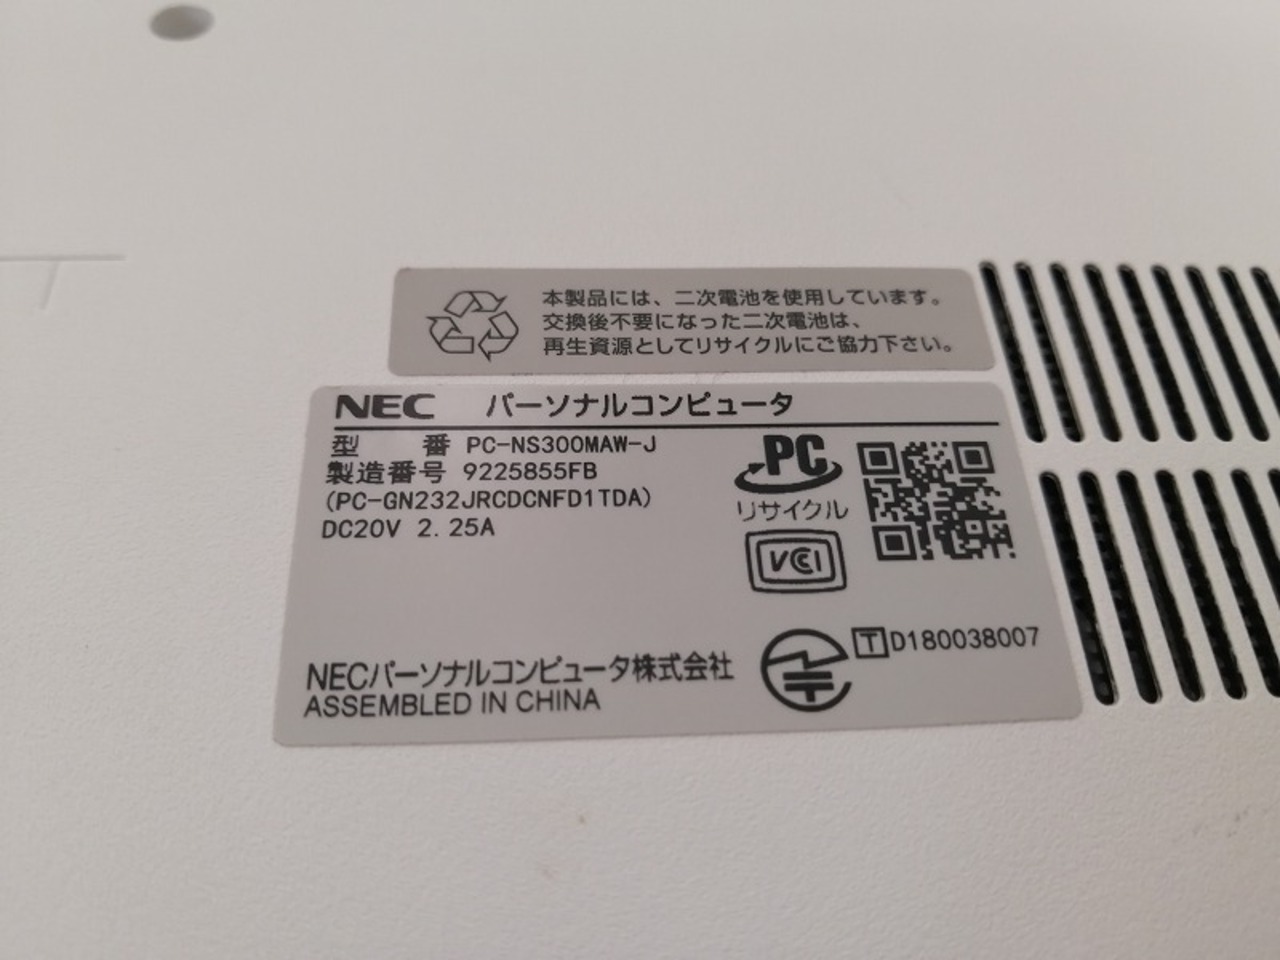 本製品には、二次電池を使用しています。
交換後不要になった二次電池は、
再生資源としてリサイクルにご協力下さい。
NEC パーソナルコンピュータ
型 番 PC-NS300MAW-J
製造番号 9225855FB
(PC-GN232JRCDCNFD1TDA)
DC20V 2.25A
PC
リサイクル
VCI
T D180038007
NECパーソナルコンピュータ株式会社
ASSEMBLED IN CHINA